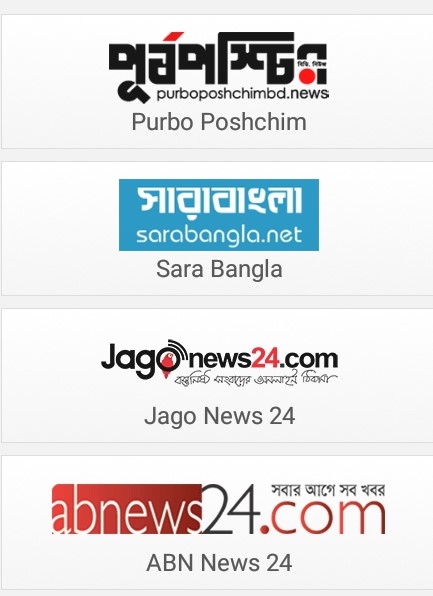 পূর্বপশ্চিম
বিডি. নিউজ
purboposhchimbd.news
Purbo Poshchim
সারাবাংলা
sarabangla.net
Sara Bangla
Jagonews24.com
বস্তুনিষ্ঠ সংবাদের অনলাইন ঠিকানা
Jago News 24
সবার আগে সব খবর
abnews24.com
ABN News 24